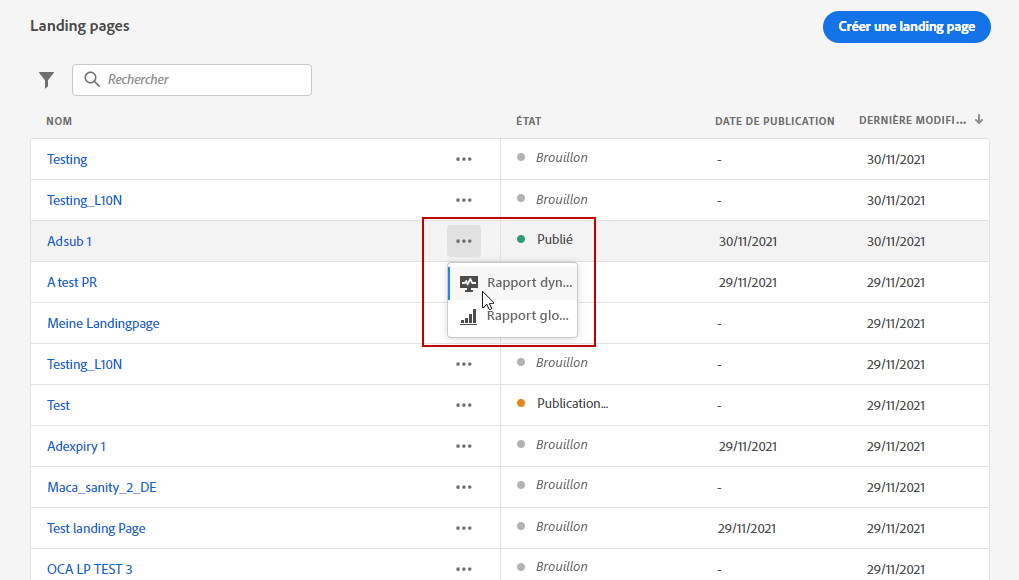 Landing pages
Créer une landing page
Rechercher
NOM ÉTAT DATE DE PUBLICATION DERNIÈRE MODIFI...
Testing Brouillon - 30/11/2021
Testing_L10N Brouillon - 30/11/2021
Adsub 1 Publié 30/11/2021 30/11/2021
A test PR 29/11/2021 29/11/2021
Rapport dyn...
Rapport glo...
Meine Landingpage - 29/11/2021
Testing_L10N Brouillon - 29/11/2021
Test Publication... - 29/11/2021
Adexpiry 1 Brouillon 29/11/2021 29/11/2021
Maca_sanity_2_DE Brouillon - 29/11/2021
Test landing Page Brouillon 29/11/2021 29/11/2021
OCA LP TEST 3 Brouillon - 29/11/2021